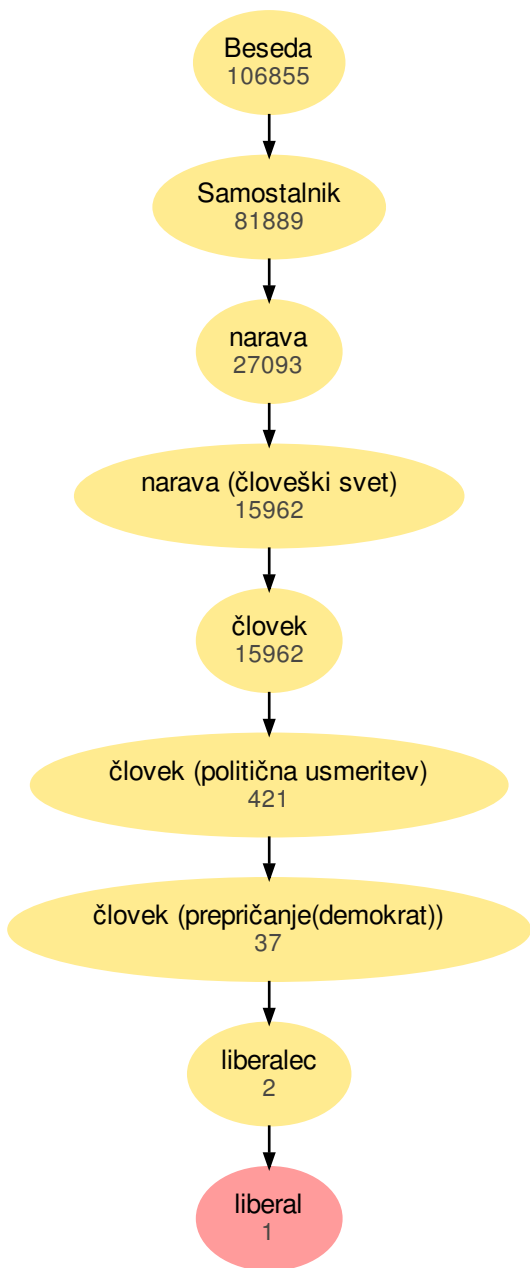 Beseda
106855
Samostalnik
81889
narava
27093
narava (človeški svet)
15962
človek
15962
človek (politična usmeritev)
421
človek (prepričanje(demokrat))
37
liberalec
2
liberal
1